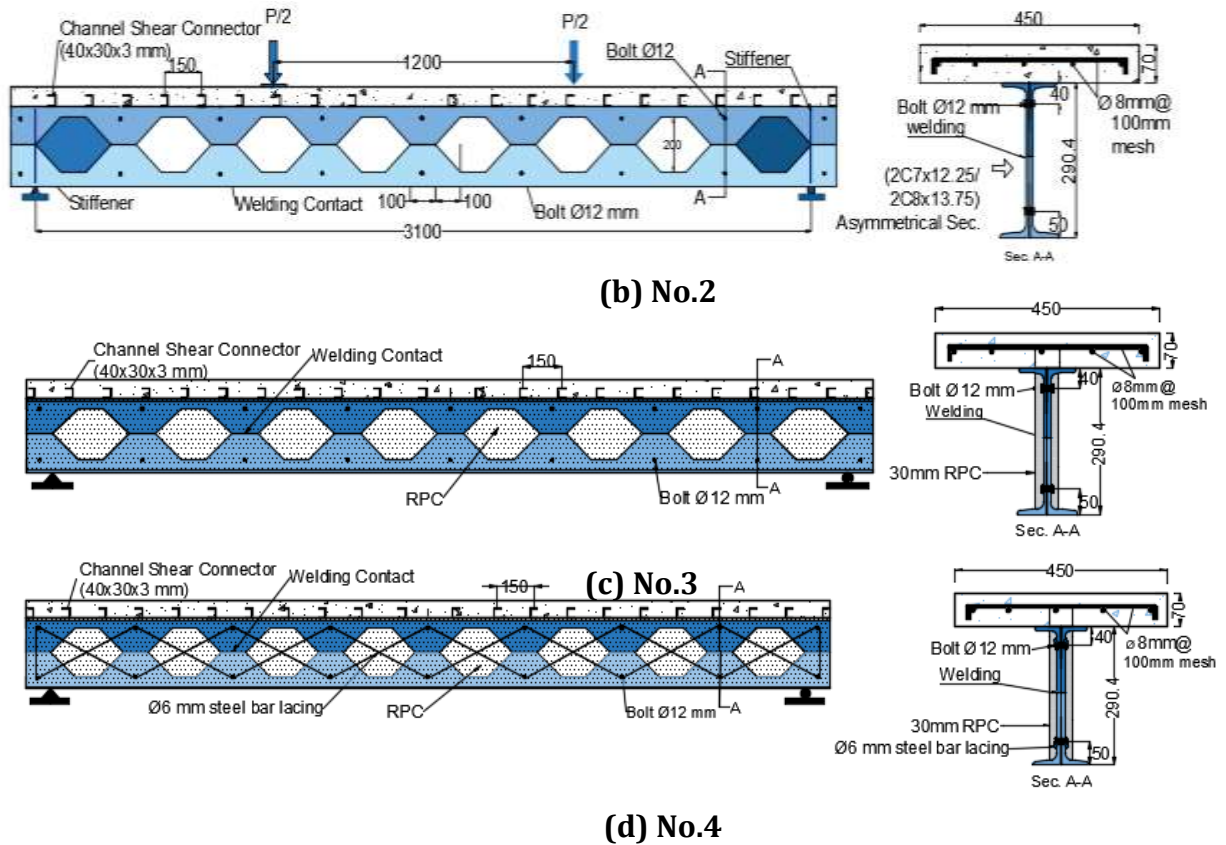 Channel Shear Connector
(40x30x3 mm)
150
P/2
1200
P/2
Bolt Ø12
A
Stiffener
200
Stiffener
Welding Contact
100
100
Bolt Ø12 mm
A
3100
450
70
40
Bolt Ø12 mm
welding
Ø 8mm@
100mm
mesh
290.4
(2C7x12.25/
2C8x13.75)
Asymmetrical Sec.
50
Sec. A-A
(b) No.2
Channel Shear Connector
(40x30x3 mm)
Welding Contact
150
A
RPC
Bolt Ø12 mm
A
450
70
40
Bolt Ø12 mm
Welding
ø8mm@
100mm mesh
290.4
30mm RPC
50
Sec. A-A
(c) No.3
Channel Shear Connector
(40x30x3 mm)
Welding Contact
150
A
Ø6 mm steel bar lacing
RPC
Bolt Ø12 mm
A
450
70
40
Bolt Ø12 mm
Welding
ø8mm@
100mm mesh
290.4
30mm RPC
Ø6 mm steel bar lacing
50
Sec. A-A
(d) No.4